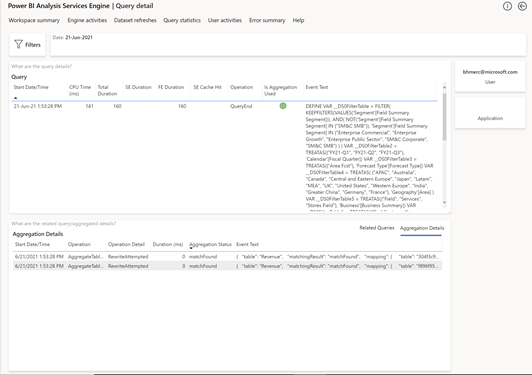 Power BI Analysis Services Engine | Query detail
Workspace summary Engine activities Dataset refreshes Query statistics User activities Error summary Help
Filters
Date: 21-Jun-2021
What are the query details?
Query
Start Date/Time CPU Time (ms) Total Duration SE Duration FE Duration SE Cache Hit Operation Is Aggregation Used Event Text
21-Jun-21 1:53:28 PM 141 160 160 QueryEnd
DEFINE VAR __DS0FilterTable = FILTER(
KEEPFILTERS(VALUES('Segment'[Field Summary
Segment])), AND( NOT('Segment'[Field Summary
Segment] IN {"SM&C SMB"}), 'Segment'[Field Summary
Segment] IN {"Enterprise Commercial", "Enterprise
Growth", "Enterprise Public Sector", "SM&C Corporate",
"SM&C SMB"} ) ) VAR __DS0FilterTable2 =
TREATAS({"FY21-Q1", "FY21-Q2", "FY21-Q3"},
'Calendar'[Fiscal Quarter]) VAR __DS0FilterTable3 =
TREATAS({"Area Fcst"}, 'Forecast Type'[Forecast Type]) VAR
__DS0FilterTable4 = TREATAS( {"APAC", "Australia",
"Canada", "Central and Eastern Europe", "Japan", "Latam",
"MEA", "UK", "United States", "Western Europe", "India",
"Greater China", "Germany", "France"}, 'Geography'[Area] )
VAR __DS0FilterTable5 = TREATAS({"Field", "Services",
"Stores Field"}, 'Business'[Business Summary]) VAR
bhmerc@microsoft.com
User
Application
What are the related query/aggregated details?
Related Queries Aggregation Details
Aggregation Details
Start Date/Time Operation Operation Detail Duration (ms) Aggregation Status Event Text
6/21/2021 1:53:28 PM AggregateTabl... RewriteAttempted 0 matchFound { "table": "Revenue", "matchingResult": "matchFound", "mapping": { "table":
6/21/2021 1:53:28 PM AggregateTabl... RewriteAttempted 0 matchFound { "table": "Revenue", "matchingResult": "matchFound", "mapping": { "table":